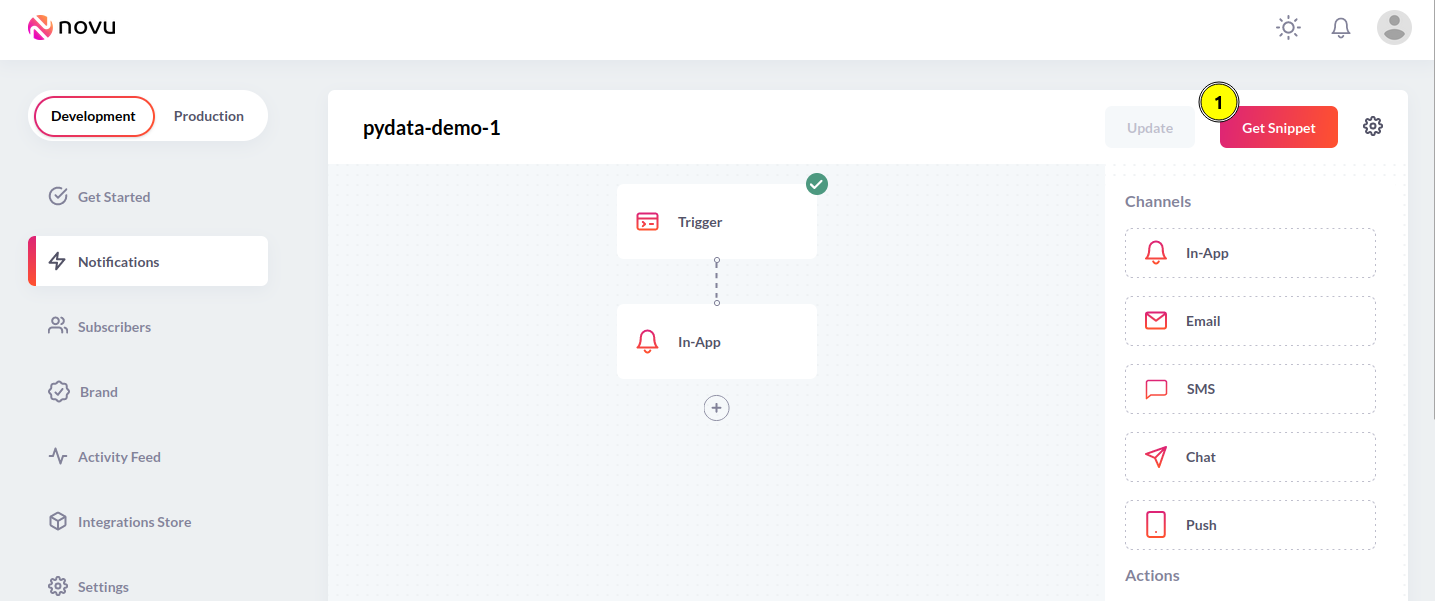 novu
Development
Production
pydata-demo-1
Update
1
Get Snippet
Get Started
Notifications
Subscribers
Brand
Activity Feed
Integrations Store
Settings
Trigger
In-App
Channels
In-App
Email
SMS
Chat
Push
Actions